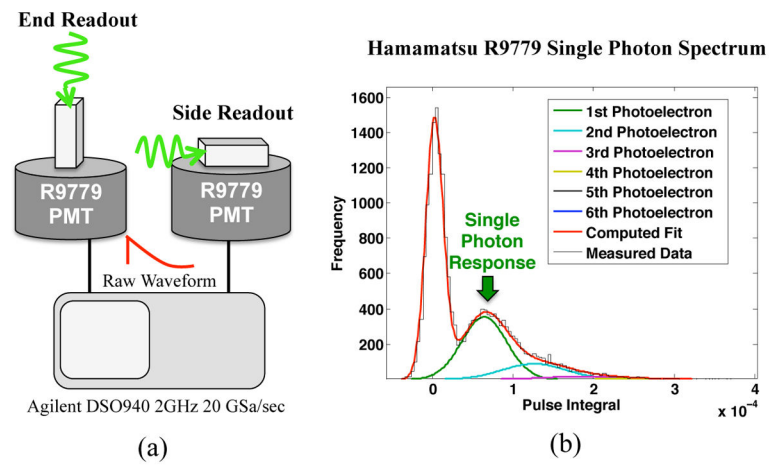 End Readout
Side Readout
R9779
PMT
R9779
PMT
Raw Waveform
Agilent DSO940 2GHz 20 GSa/sec
(a)
Hamamatsu R9779 Single Photon Spectrum
1600
1400
1200
1000
800
600
400
200
Frequency
1st Photoelectron
2nd Photoelectron
3rd Photoelectron
4th Photoelectron
5th Photoelectron
6th Photoelectron
Computed Fit
Measured Data
Single
Photon
Response
0 1 2 3 4
Pulse Integral
x 10⁻⁴
(b)